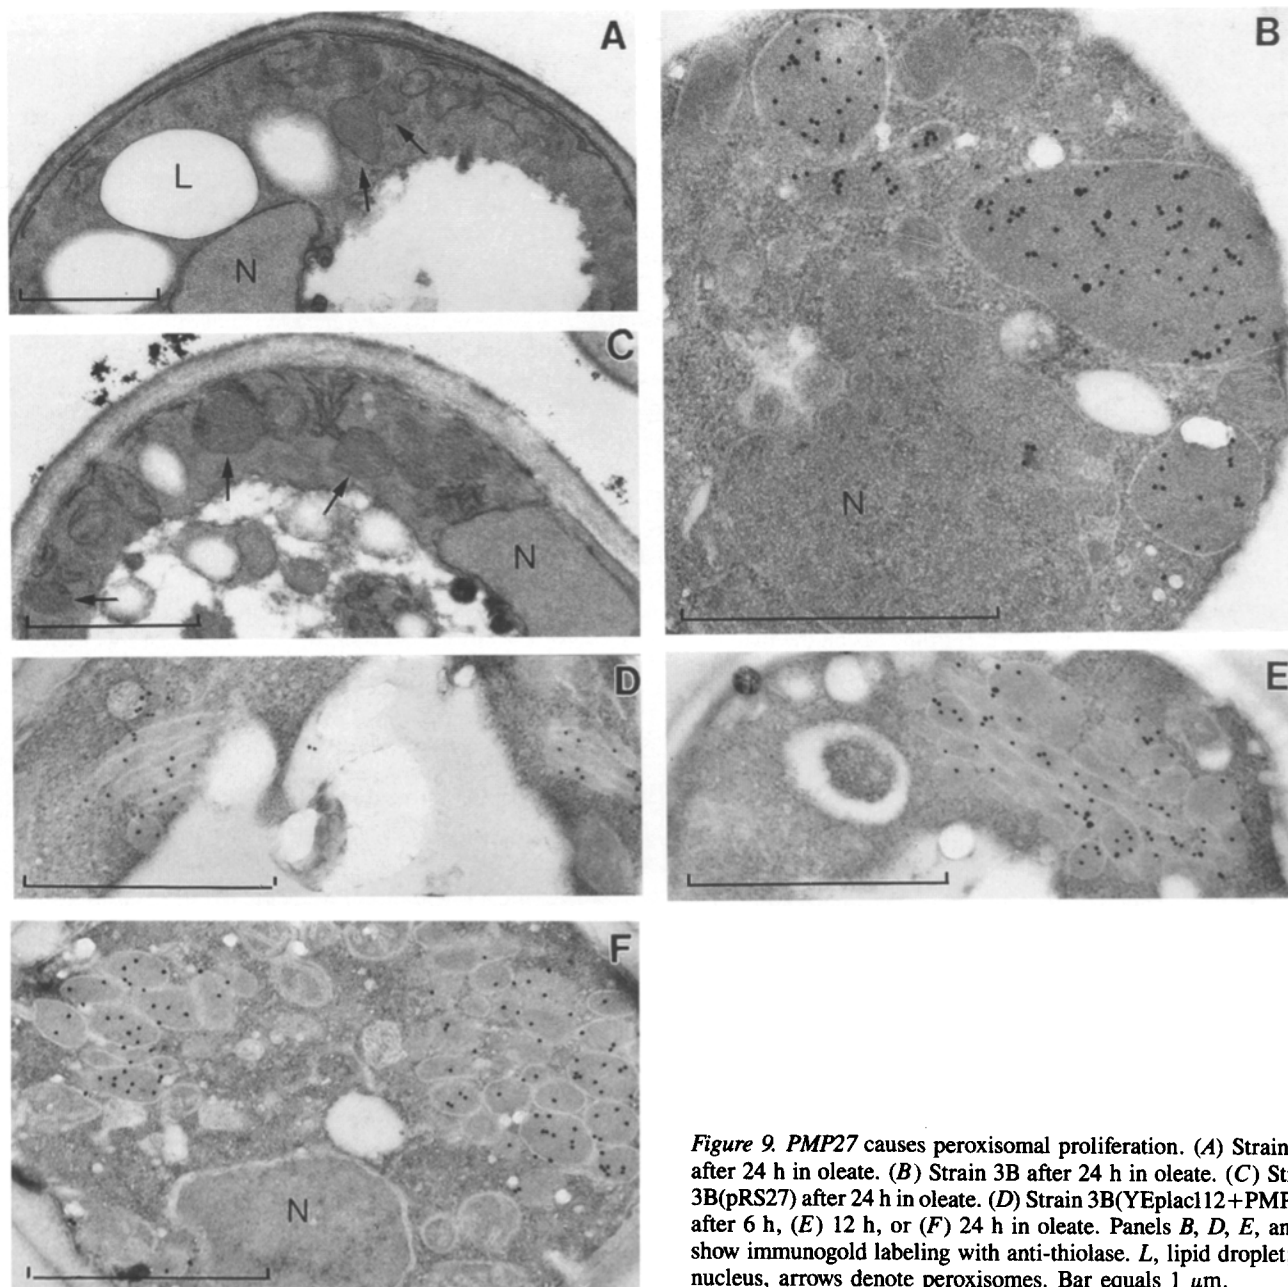 A
B
L
N
C
N
N
D
E
F
N
Figure 9. PMP27 causes peroxisomal proliferation. (A) Strain
after 24 h in oleate. (B) Strain 3B after 24 h in oleate. (C)
3B(pRS27) after 24 h in oleate. (D) Strain 3B(YEplac112+PMP
after 6 h, (E) 12 h, or (F) 24 h in oleate. Panels B, D, E,
show immunogold labeling with anti-thiolase. L, lipid droplet
nucleus, arrows denote peroxisomes. Bar equals 1 μm.